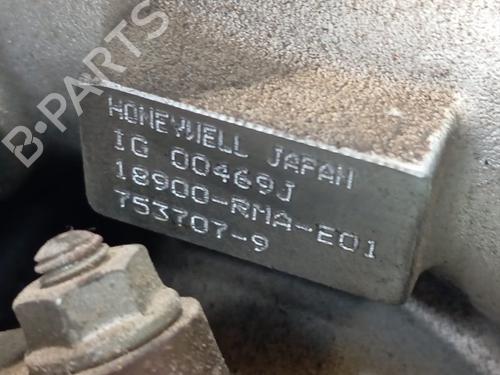 B-PARTS
HONEYWELL JAPAN
IG 00469J
18900-RMA-E01
753707-9